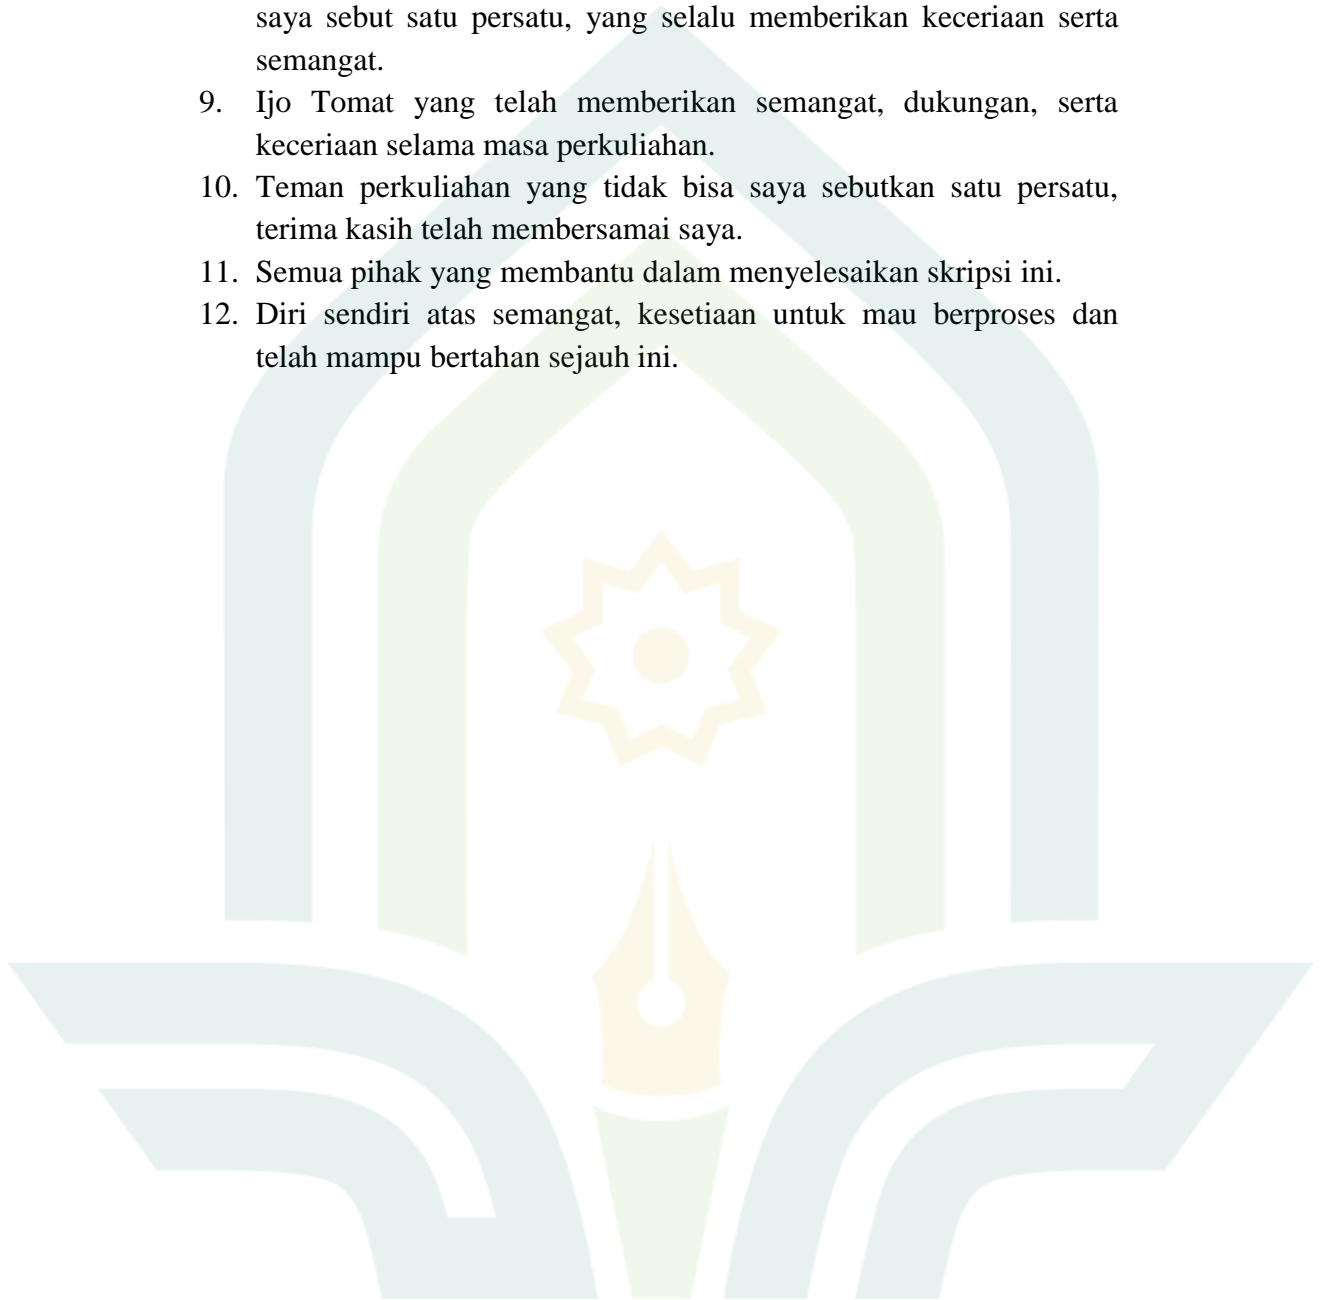 saya sebut satu persatu, yang selalu memberikan keceriaan serta
semangat.
9. Ijo Tomat yang telah memberikan semangat, dukungan, serta
keceriaan selama masa perkuliahan.
10. Teman perkuliahan yang tidak bisa saya sebutkan satu persatu,
terima kasih telah membersamai saya.
11. Semua pihak yang membantu dalam menyelesaikan skripsi ini.
12. Diri sendiri atas semangat, kesetiaan untuk mau berproses dan
telah mampu bertahan sejauh ini.